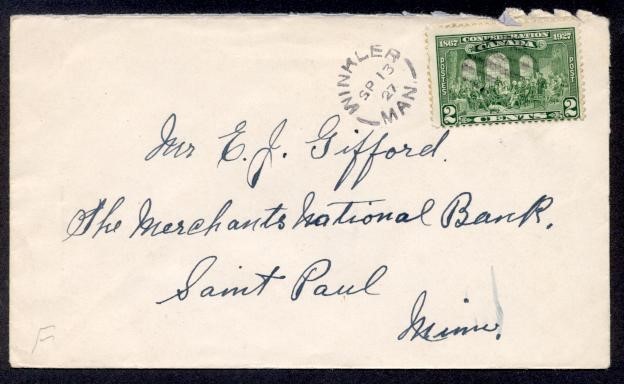 WINKLER
SP 13
27
MAN.
1867 CONFEDERATION 1927
CANADA
POSTES POST
2 CENTS 2
Mr E. J. Gifford.
The Merchants National Bank.
Saint Paul
Minn.
F